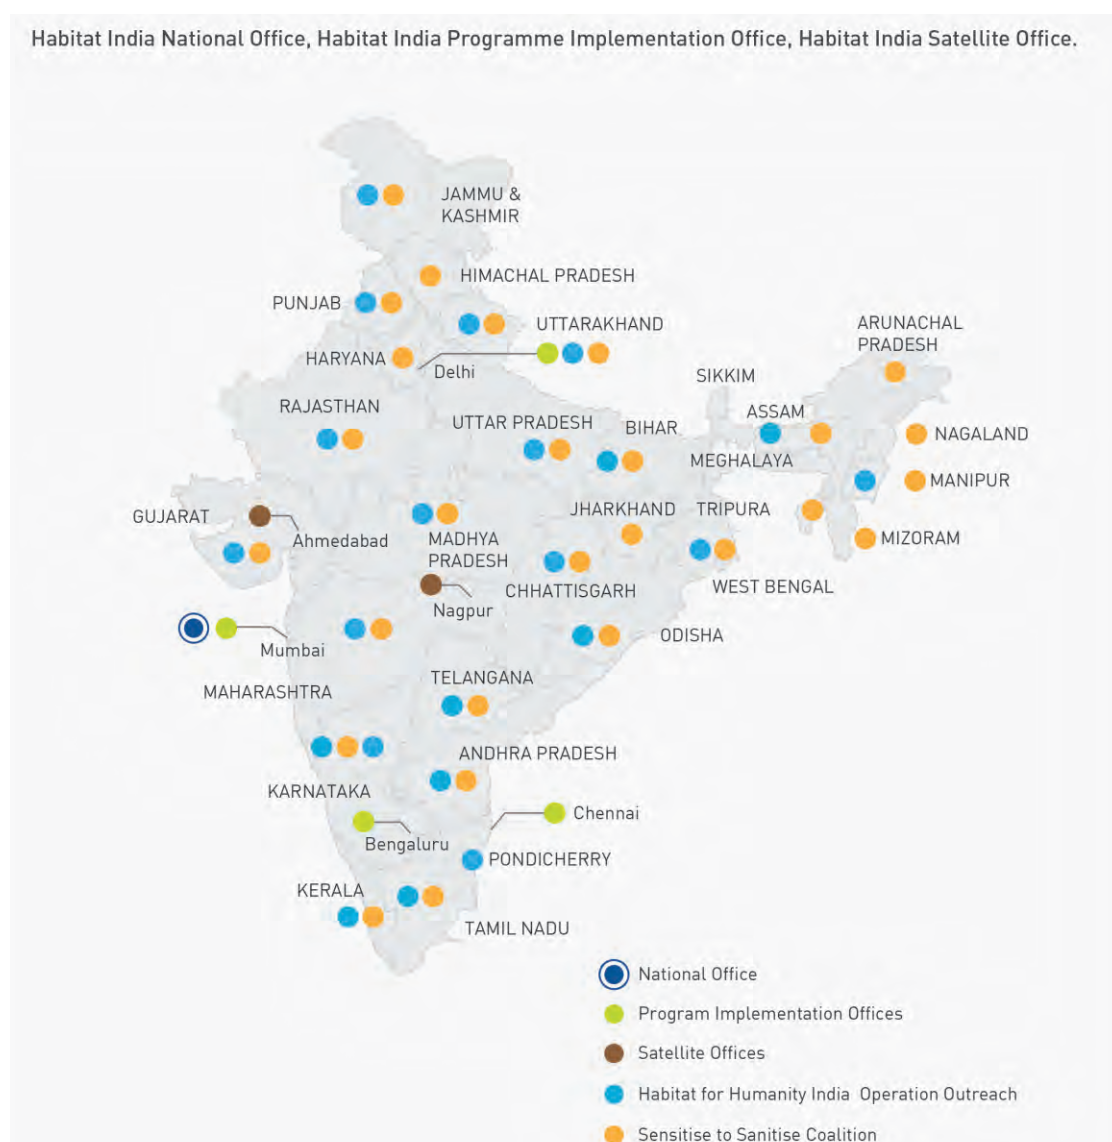 Habitat India National Office, Habitat India Programme Implementation Office, Habitat India Satellite Office.
JAMMU &
KASHMIR
HIMACHAL PRADESH
PUNJAB
UTTARAKHAND
ARUNACHAL
PRADESH
HARYANA
Delhi
SIKKIM
RAJASTHAN
ASSAM
UTTAR PRADESH
BIHAR
NAGALAND
MEGHALAYA
MANIPUR
GUJARAT
JHARKHAND
TRIPURA
Ahmedabad
MADHYA
PRADESH
MIZORAM
CHHATTISGARH
WEST BENGAL
Nagpur
ODISHA
Mumbai
TELANGANA
MAHARASHTRA
ANDHRA PRADESH
KARNATAKA
Chennai
Bengaluru
PONDICHERRY
KERALA
TAMIL NADU
National Office
Program Implementation Offices
Satellite Offices
Habitat for Humanity India Operation Outreach
Sensitise to Sanitise Coalition